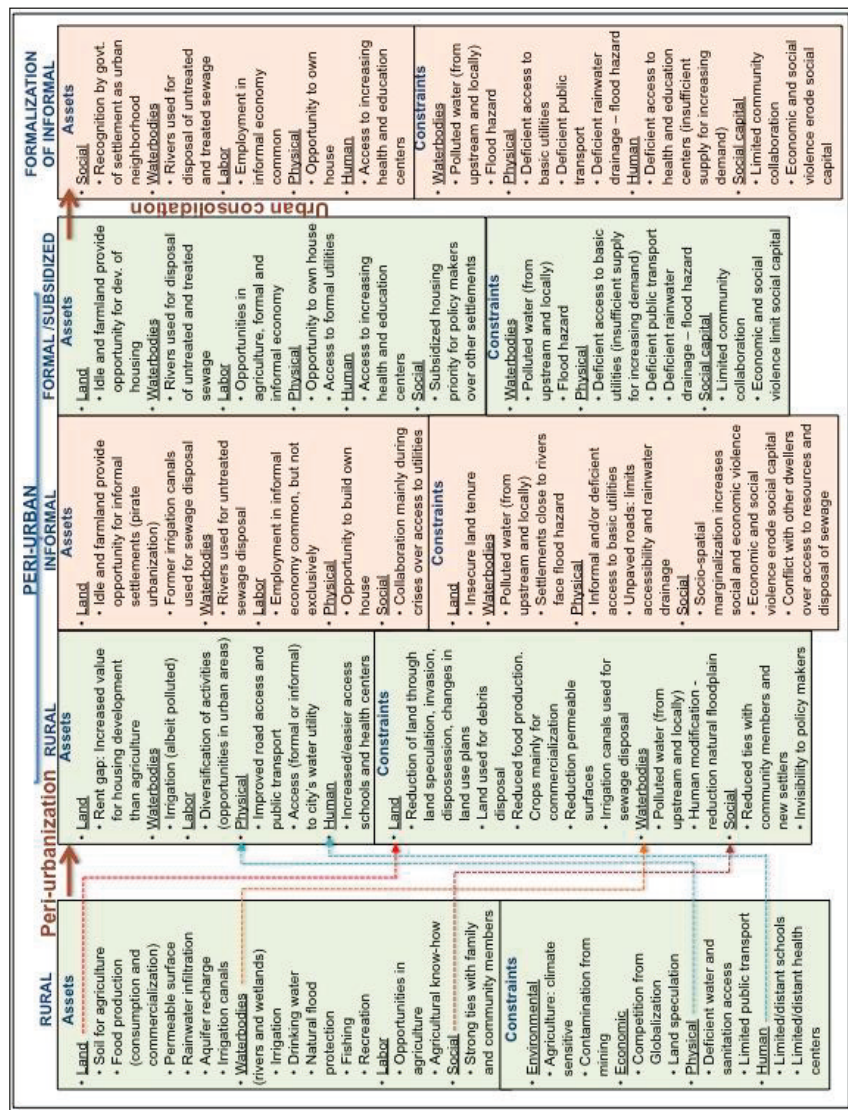 PERI-URBAN
RURAL
Assets
• Land
• Soil for agriculture
• Food production
(consumption and
commercialization)
• Permeable surface
• Rainwater infiltration
• Aquifer recharge
• Irrigation canals
• Waterbodies
(rivers and wetlands)
• Irrigation
• Drinking water
• Natural flood
protection
• Fishing
• Recreation
• Labor
• Opportunities in
agriculture
• Agricultural know-how
• Social
• Strong ties with family
and community members
Constraints
• Environmental
• Agriculture: climate
sensitive
• Contamination from
mining
• Economic
• Competition from
Globalization
• Land speculation
• Physical
• Deficient water and
sanitation access
• Limited public transport
• Human
• Limited/distant schools
• Limited/distant health
centers
Peri-urbanization
RURAL
Assets
• Land
• Rent gap: Increased value
for housing development
than agriculture
• Waterbodies
• Irrigation (albeit polluted)
• Labor
• Diversification of activities
(opportunities in urban areas)
• Physical
• Improved road access and
public transport
• Access (formal or informal)
to city's water utility
• Human
• Increased/easier access
schools and health centers
Constraints
• Land
• Reduction of land through
land speculation, invasion,
dispossession, changes in
land use plans
• Land used for debris
disposal
• Reduced food production.
Crops mainly for
commercialization
• Reduction permeable
surfaces
• Irrigation canals used for
sewage disposal
• Waterbodies
• Polluted water (from
upstream and locally)
• Human modification -
reduction natural floodplain
• Social
• Reduced ties with
community members and
new settlers
• Invisibility to policy makers
INFORMAL
Assets
• Land
• Idle and farmland provide
opportunity for informal
settlements (pirate
urbanization)
• Former irrigation canals
used for sewage disposal
• Waterbodies
• Rivers used for untreated
sewage disposal
• Labor
• Employment in informal
economy common, but not
exclusively
• Physical
• Opportunity to build own
house
• Social
• Collaboration mainly during
crises over access to utilities
Constraints
• Land
• Insecure land tenure
• Waterbodies
• Polluted water (from
upstream and locally)
• Settlements close to rivers
face flood hazard
• Physical
• Informal and/or deficient
access to basic utilities
• Unpaved roads: limits
accessibility and rainwater
drainage
• Social
• Socio-spatial
marginalization increases
social and economic violence
• Economic and social
violence erode social capital
• Conflict with other dwellers
over access to resources and
disposal of sewage
FORMAL /SUBSIDIZED
Assets
• Land
• Idle and farmland provide
opportunity for dev. of
housing
• Waterbodies
• Rivers used for disposal
of untreated and treated
sewage
• Labor
• Opportunities in
agriculture, formal and
informal economy
• Physical
• Opportunity to own house
• Access to formal utilities
• Human
• Access to increasing
health and education
centers
• Social
• Subsidized housing
priority for policy makers
over other settlements
Constraints
• Waterbodies
• Polluted water (from
upstream and locally)
• Flood hazard
• Physical
• Deficient access to basic
utilities (insufficient supply
for increasing demand)
• Deficient public transport
• Deficient rainwater
drainage – flood hazard
• Social capital
• Limited community
collaboration
• Economic and social
violence limit social capital
Urban consolidation
FORMALIZATION
OF INFORMAL
Assets
• Social
• Recognition by govt.
of settlement as urban
neighborhood
• Waterbodies
• Rivers used for
disposal of untreated
and treated sewage
• Labor
• Employment in
informal economy
common
• Physical
• Opportunity to own
house
• Human
• Access to increasing
health and education
centers
Constraints
• Waterbodies
• Polluted water (from
upstream and locally)
• Flood hazard
• Physical
• Deficient access to
basic utilities
• Deficient public
transport
• Deficient rainwater
drainage – flood hazard
• Human
• Deficient access to
health and education
centers (insufficient
supply for increasing
demand)
• Social capital
• Limited community
collaboration
• Economic and social
violence erode social
capital